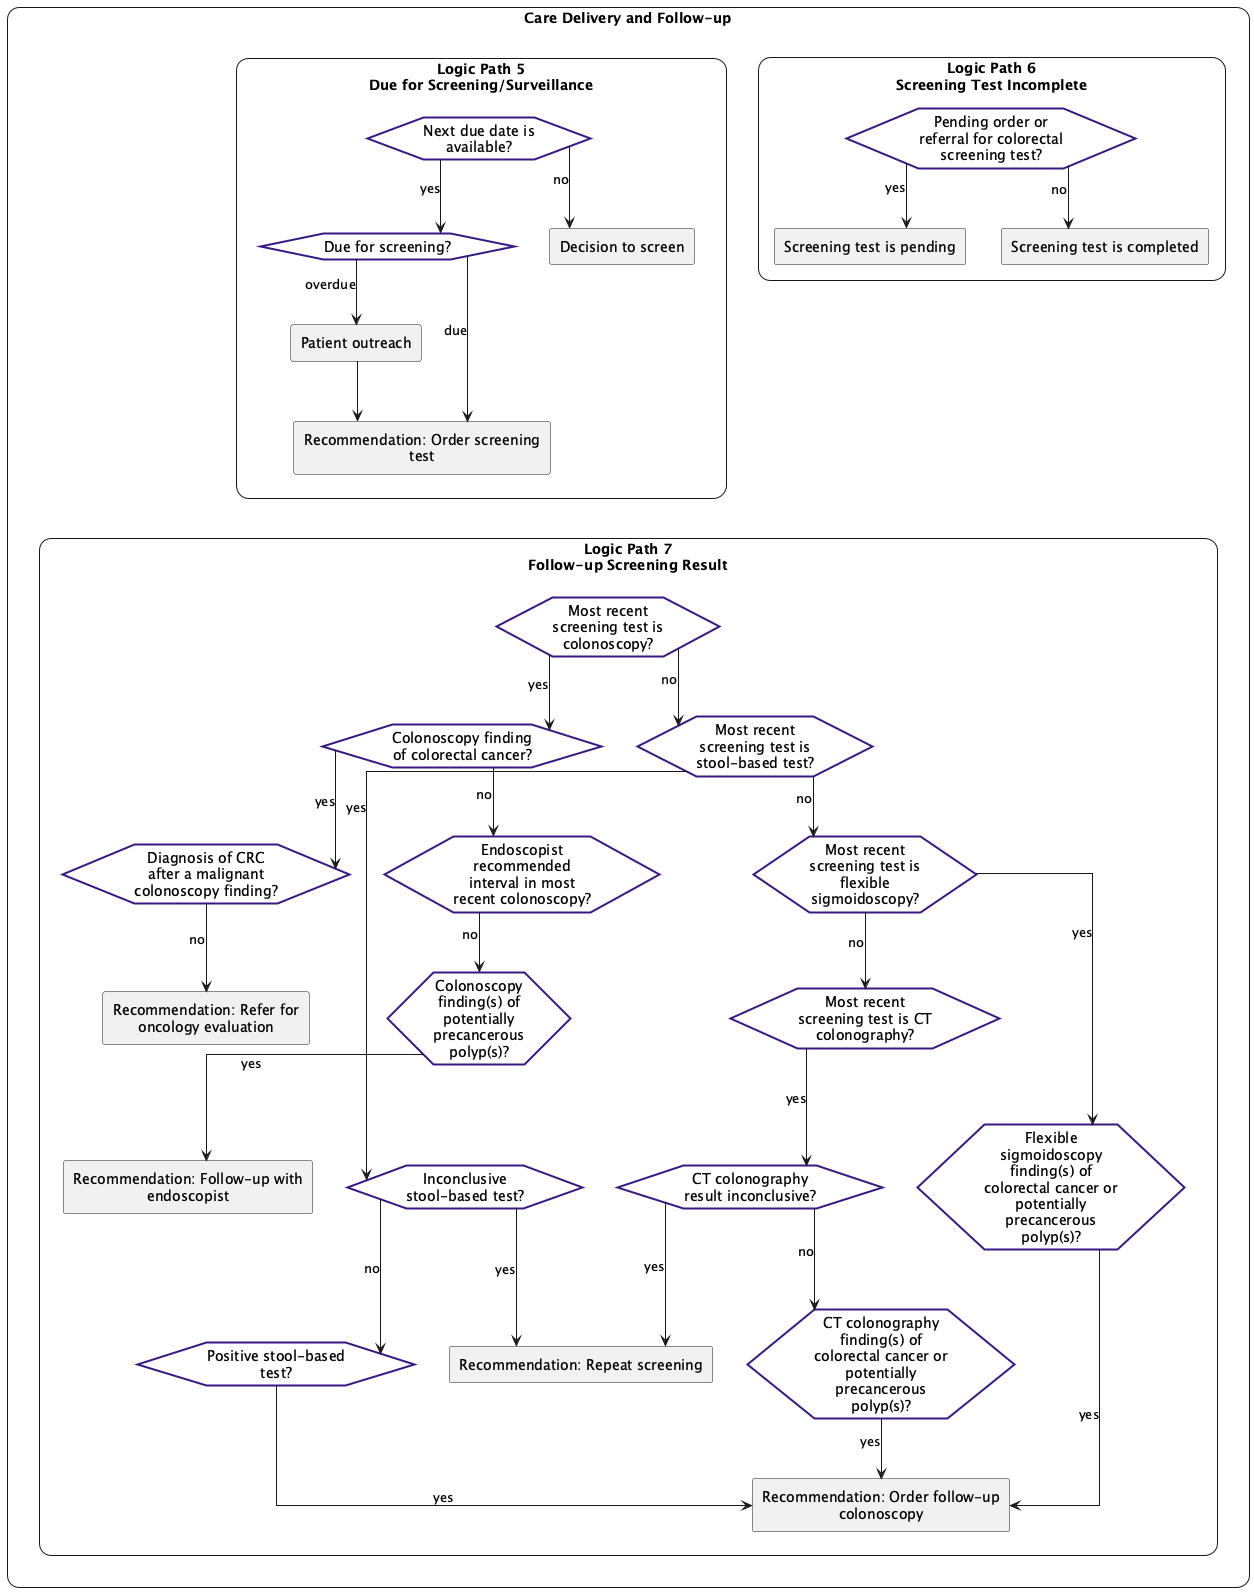 Care Delivery and Follow-up
Logic Path 5
Due for Screening/Surveillance
Next due date is
available?
yes
no
Due for screening?
Decision to screen
overdue
due
Patient outreach
Recommendation: Order screening
test
Logic Path 6
Screening Test Incomplete
Pending order or
referral for colorectal
screening test?
yes
no
Screening test is pending
Screening test is completed
Logic Path 7
Follow-up Screening Result
Most recent
screening test is
colonoscopy?
yes
no
Colonoscopy finding
of colorectal cancer?
Most recent
screening test is
stool-based test?
yes
yes
no
no
Diagnosis of CRC
after a malignant
colonoscopy finding?
Endoscopist
recommended
interval in most
recent colonoscopy?
Most recent
screening test is
flexible
sigmoidoscopy?
no
no
no
yes
Recommendation: Refer for
oncology evaluation
Colonoscopy
finding(s) of
potentially
precancerous
polyp(s)?
Most recent
screening test is CT
colonography?
yes
yes
Recommendation: Follow-up with
endoscopist
Inconclusive
stool-based test?
CT colonography
result inconclusive?
Flexible
sigmoidoscopy
finding(s) of
colorectal cancer or
potentially
precancerous
polyp(s)?
no
yes
yes
no
Positive stool-based
test?
Recommendation: Repeat screening
CT colonography
finding(s) of
colorectal cancer or
potentially
precancerous
polyp(s)?
yes
yes
yes
Recommendation: Order follow-up
colonoscopy